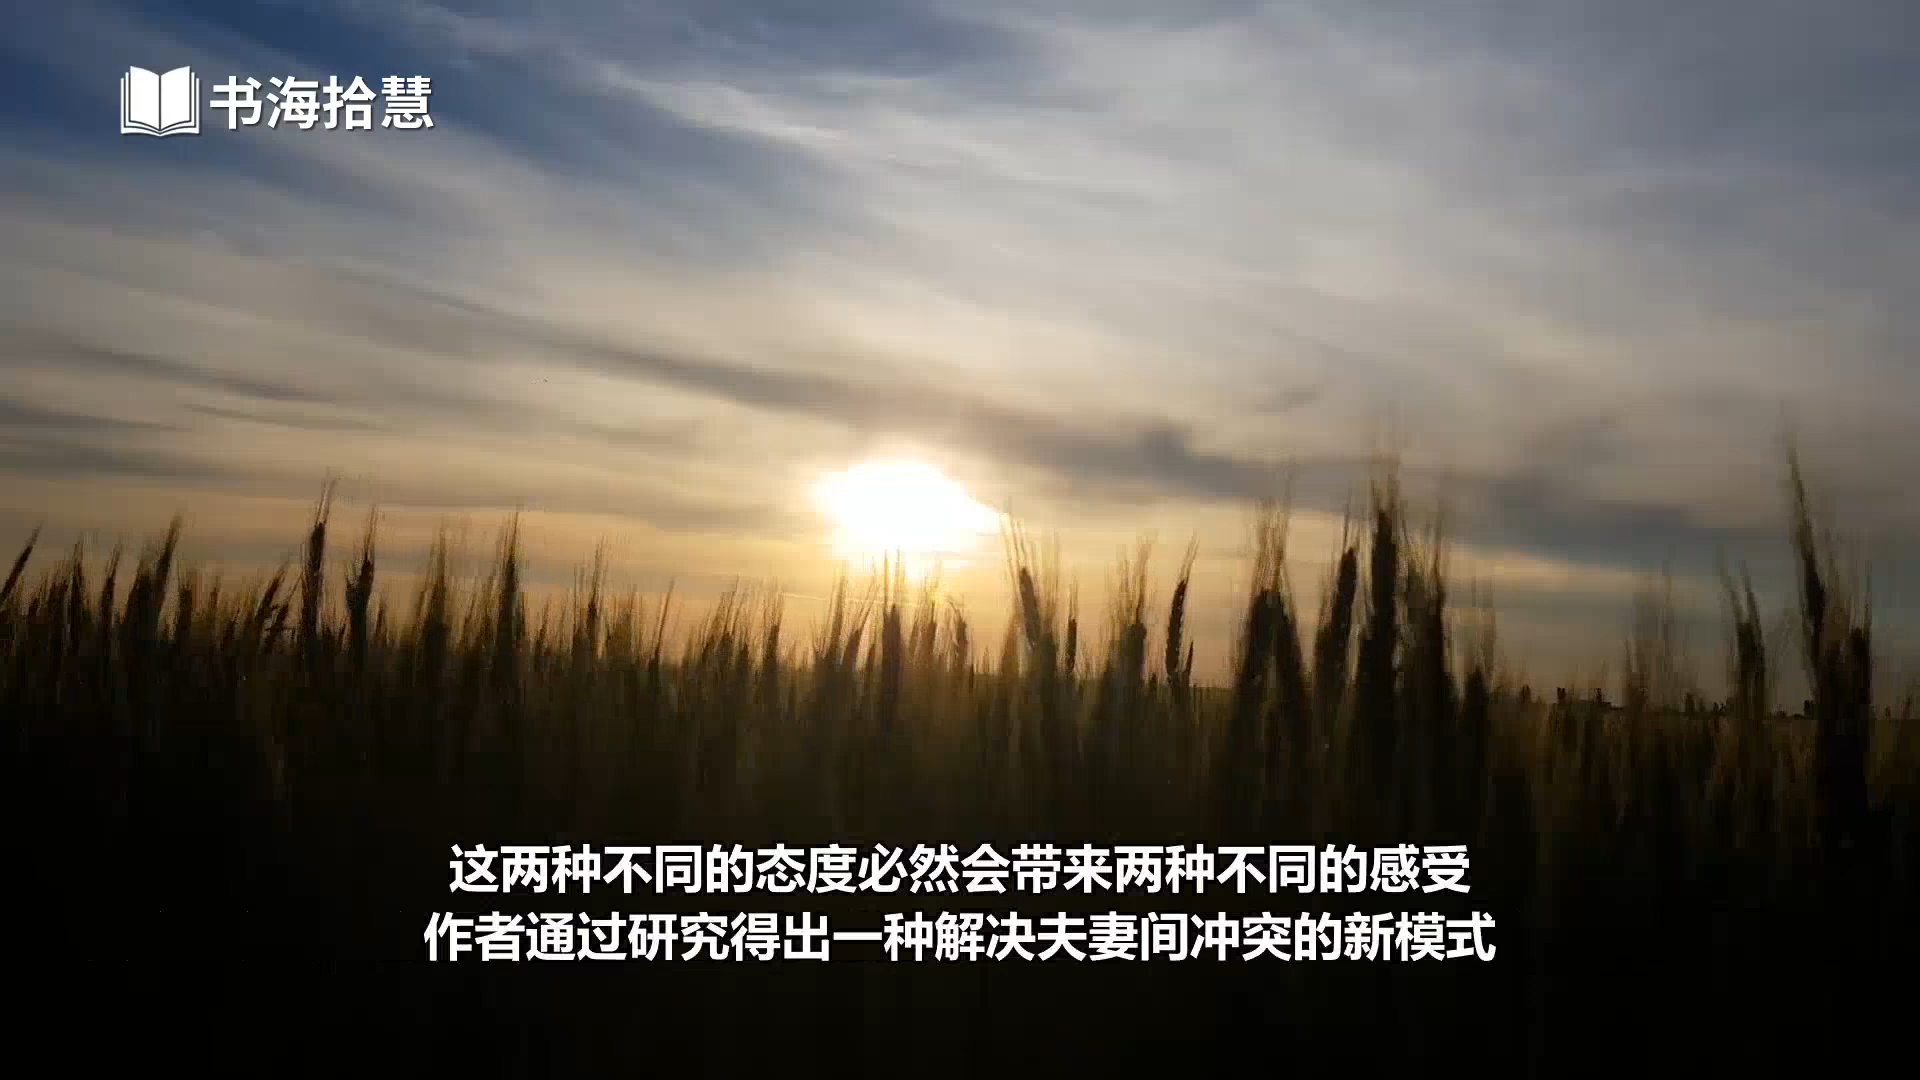 书海拾慧
这两种不同的态度必然会带来两种不同的感受
作者通过研究得出一种解决夫妻间冲突的新模式